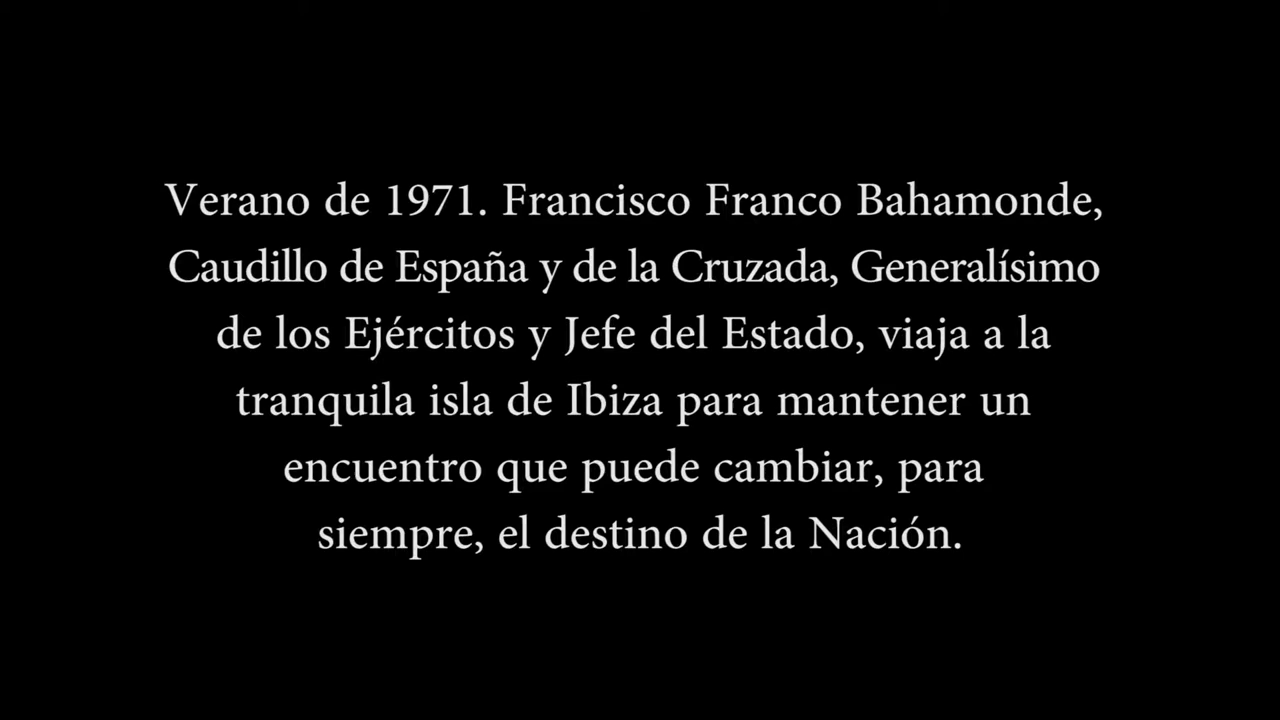 Verano de 1971. Francisco Franco Bahamonde,
Caudillo de España y de la Cruzada, Generalísimo
de los Ejércitos y Jefe del Estado, viaja a la
tranquila isla de Ibiza para mantener un
encuentro que puede cambiar, para
siempre, el destino de la Nación.